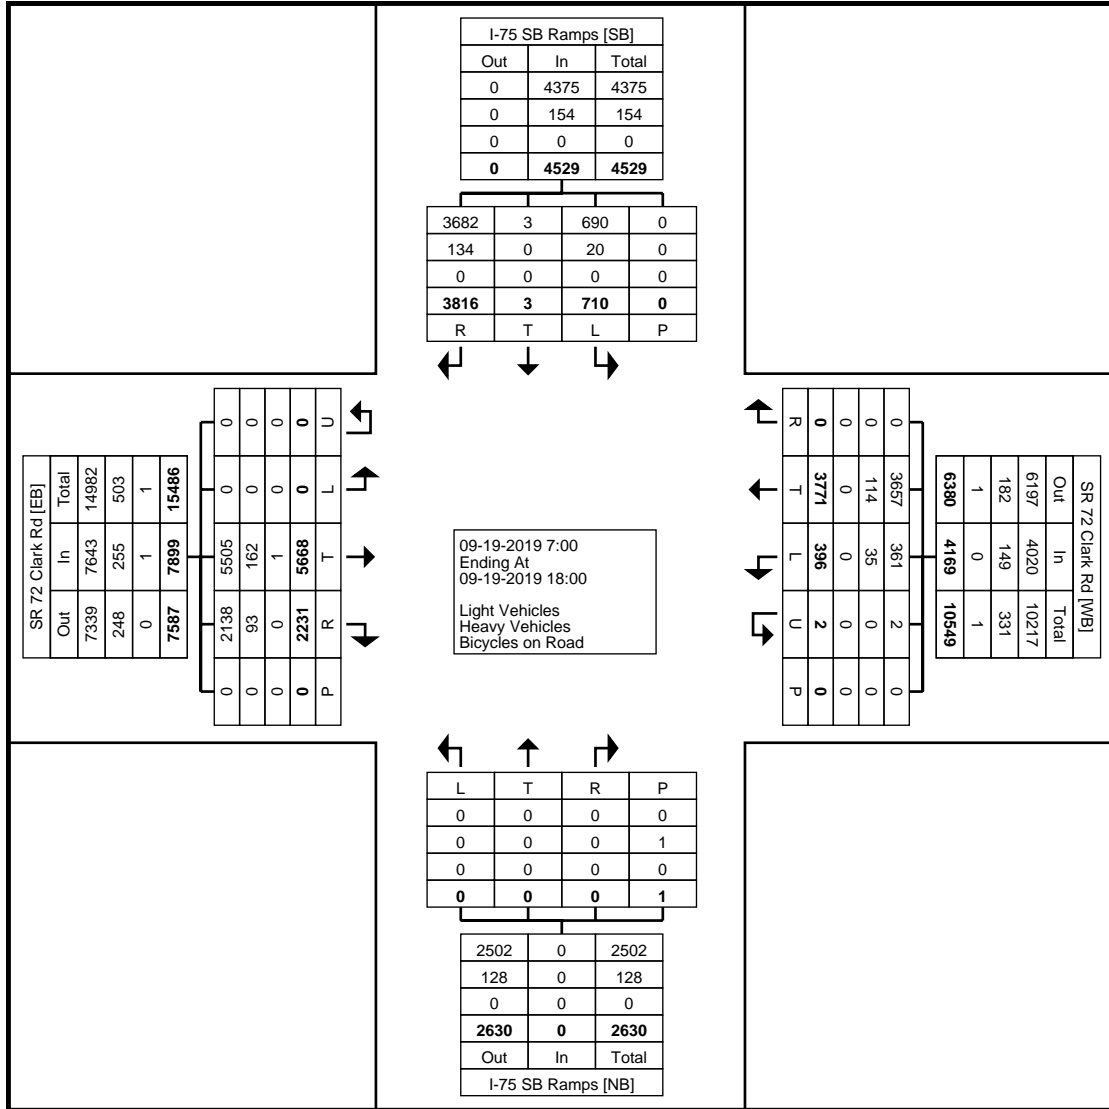 I-75 SB Ramps [SB]
Out In Total
0 4375 4375
0 154 154
0 0 0
0 4529 4529
3682 3 690 0
134 0 20 0
0 0 0 0
3816 3 710 0
R T L P
SR 72 Clark Rd [EB]
Total In Out
14982 7643 7339
503 255 248
1 1 0
15486 7899 7587
0 0 5505 2138 0
0 0 162 93 0
0 0 1 0 0
0 0 5668 2231 0
U L T R P
09-19-2019 7:00
Ending At
09-19-2019 18:00
Light Vehicles
Heavy Vehicles
Bicycles on Road
SR 72 Clark Rd [WB]
Out In Total
6197 4020 10217
182 149 331
1 0 1
6380 4169 10549
0 3657 361 2 0
0 114 35 0 0
0 0 0 0 0
0 3771 396 2 0
R T L U P
L T R P
0 0 0 0
0 0 0 1
0 0 0 0
0 0 0 1
2502 0 2502
128 0 128
0 0 0
2630 0 2630
Out In Total
I-75 SB Ramps [NB]